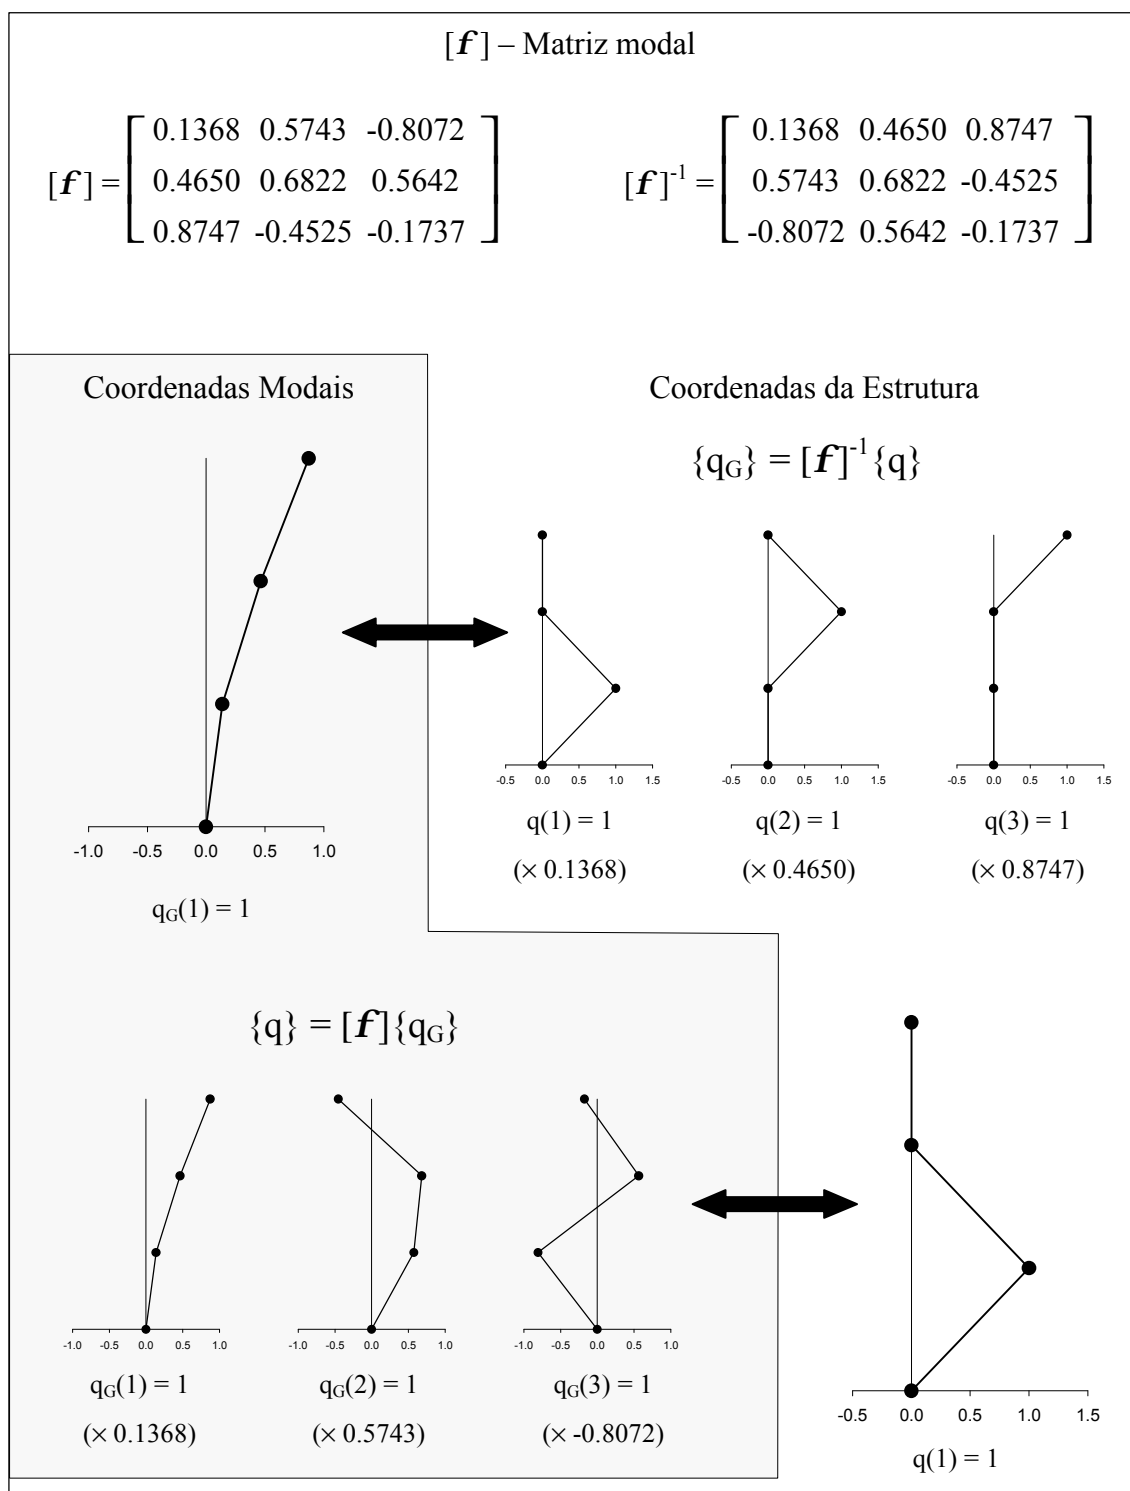 [f] – Matriz modal
[f] = [ 0.1368 0.5743 -0.8072
0.4650 0.6822 0.5642
0.8747 -0.4525 -0.1737 ]
[f]-1 = [ 0.1368 0.4650 0.8747
0.5743 0.6822 -0.4525
-0.8072 0.5642 -0.1737 ]
Coordenadas Modais
-1.0 -0.5 0.0 0.5 1.0
qG(1) = 1
Coordenadas da Estrutura
{qG} = [f]-1{q}
-0.5 0.0 0.5 1.0 1.5
q(1) = 1
(× 0.1368)
-0.5 0.0 0.5 1.0 1.5
q(2) = 1
(× 0.4650)
-0.5 0.0 0.5 1.0 1.5
q(3) = 1
(× 0.8747)
{q} = [f]{qG}
-1.0 -0.5 0.0 0.5 1.0
qG(1) = 1
(× 0.1368)
-1.0 -0.5 0.0 0.5 1.0
qG(2) = 1
(× 0.5743)
-1.0 -0.5 0.0 0.5 1.0
qG(3) = 1
(× -0.8072)
-0.5 0.0 0.5 1.0 1.5
q(1) = 1